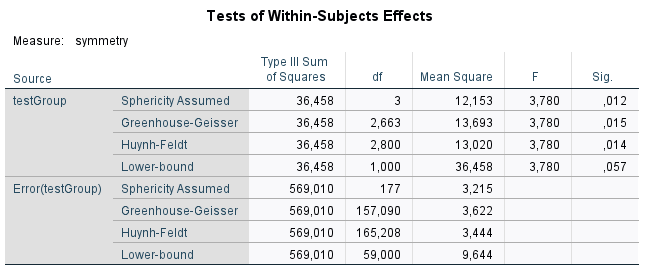 Tests of Within-Subjects Effects
Measure: symmetry
Source Type III Sum of Squares df Mean Square F Sig.
testGroup Sphericity Assumed 36,458 3 12,153 3,780 ,012
Greenhouse-Geisser 36,458 2,663 13,693 3,780 ,015
Huynh-Feldt 36,458 2,800 13,020 3,780 ,014
Lower-bound 36,458 1,000 36,458 3,780 ,057
Error(testGroup) Sphericity Assumed 569,010 177 3,215
Greenhouse-Geisser 569,010 157,090 3,622
Huynh-Feldt 569,010 165,208 3,444
Lower-bound 569,010 59,000 9,644